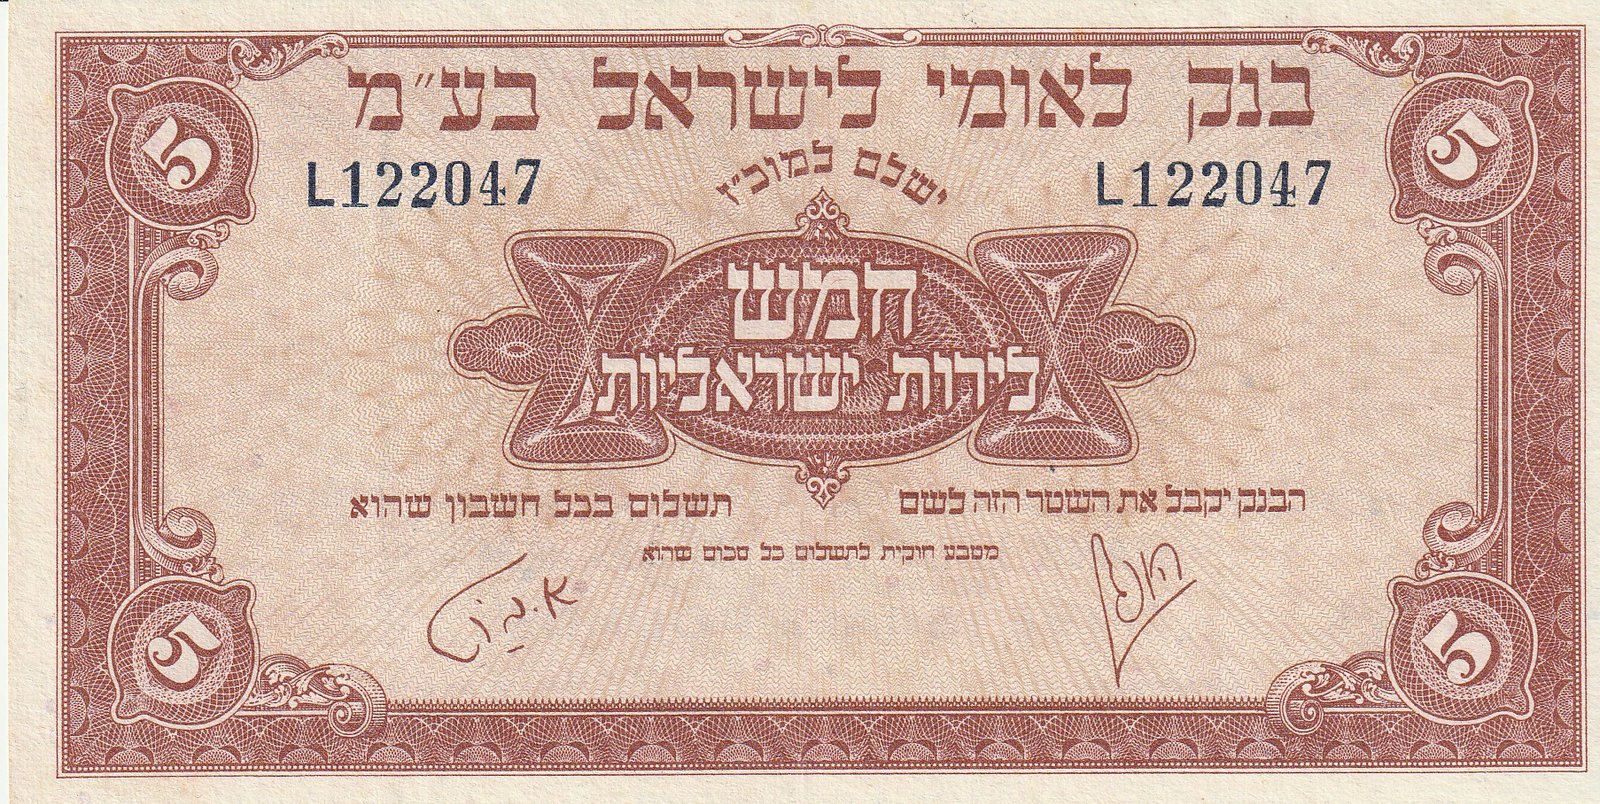 בנק לאומי לישראל בע״מ
L122047 L122047
ישלם למוכ״ז
חמש
לירות ישראליות
הבנק יקבל את השטר הזה לשם תשלום בכל חשבון שהוא
מטבע חוקית לתשלום כל סכום שהוא
5 5
5 5